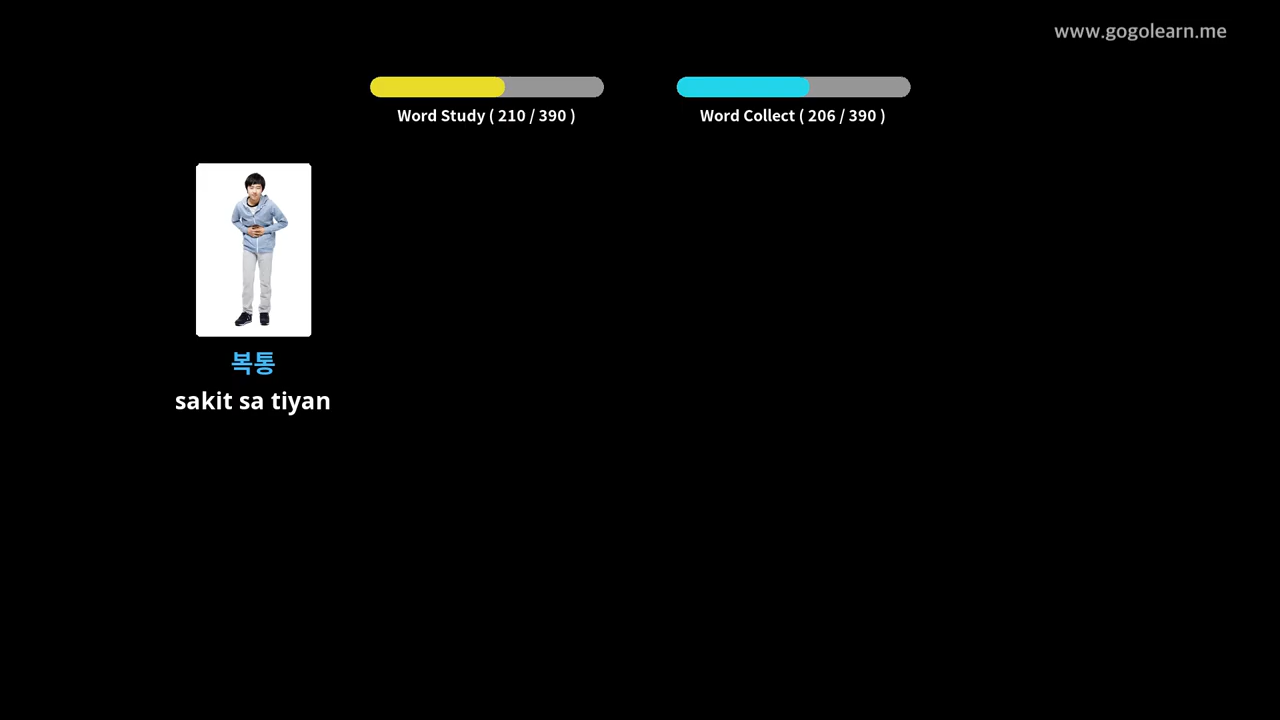 www.gogolearn.me
Word Study ( 210 / 390 )
Word Collect ( 206 / 390 )
복통
sakit sa tiyan